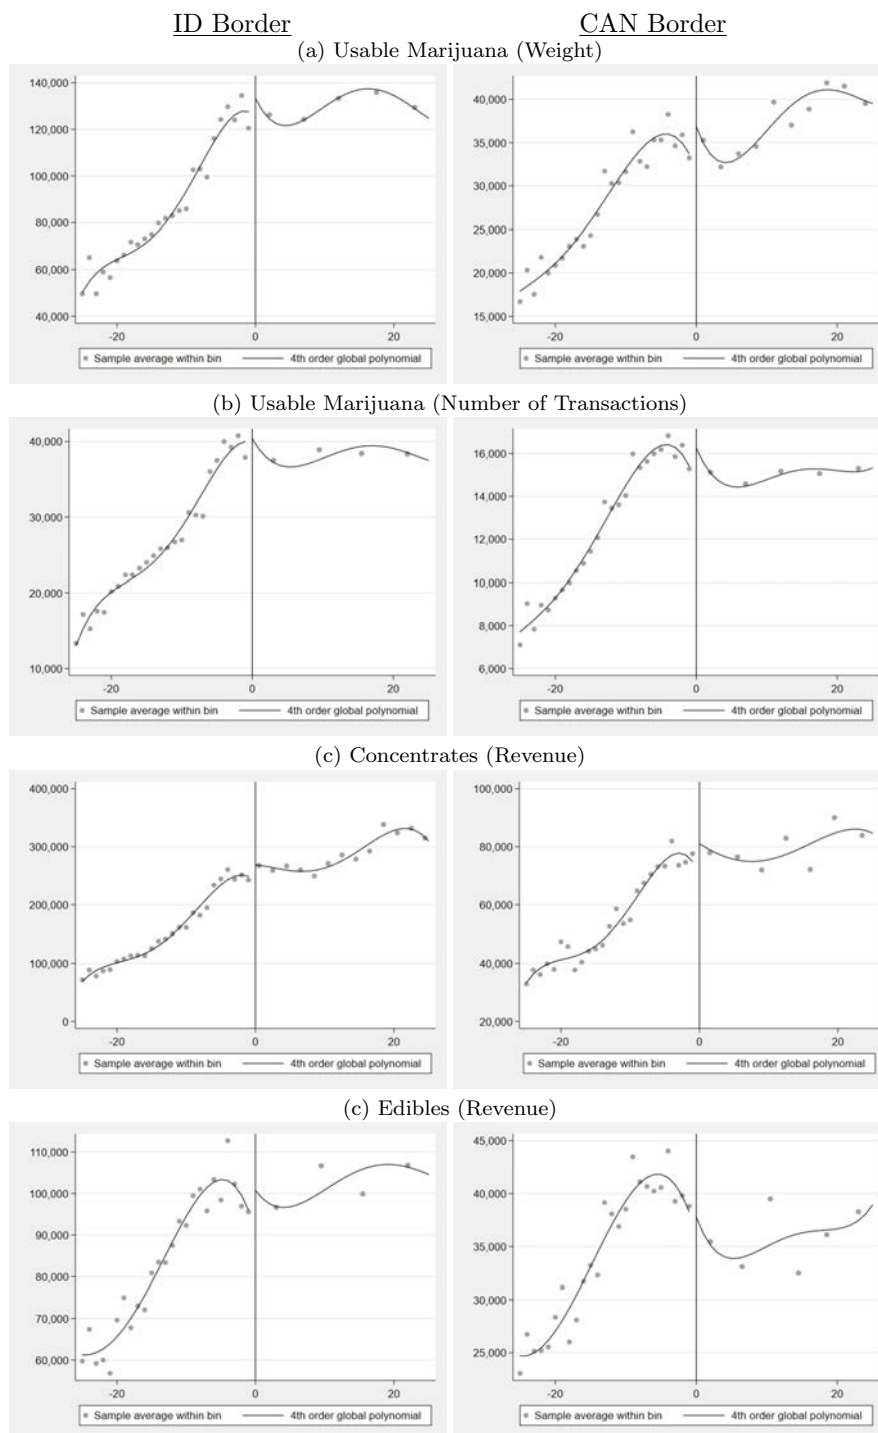 ID Border CAN Border
(a) Usable Marijuana (Weight)
140,000 40,000
120,000 35,000
100,000 30,000
80,000 25,000
60,000 20,000
40,000 15,000
-20 0 20 -20 0 20
Sample average within bin 4th order global polynomial Sample average within bin 4th order global polynomial
(b) Usable Marijuana (Number of Transactions)
40,000 16,000
30,000 14,000
20,000 12,000
10,000 10,000
8,000
6,000
-20 0 20 -20 0 20
Sample average within bin 4th order global polynomial Sample average within bin 4th order global polynomial
(c) Concentrates (Revenue)
400,000 100,000
300,000 80,000
200,000 60,000
100,000 40,000
0 20,000
-20 0 20 -20 0 20
Sample average within bin 4th order global polynomial Sample average within bin 4th order global polynomial
(c) Edibles (Revenue)
110,000 45,000
100,000 40,000
90,000 35,000
80,000 30,000
70,000 25,000
60,000
-20 0 20 -20 0 20
Sample average within bin 4th order global polynomial Sample average within bin 4th order global polynomial